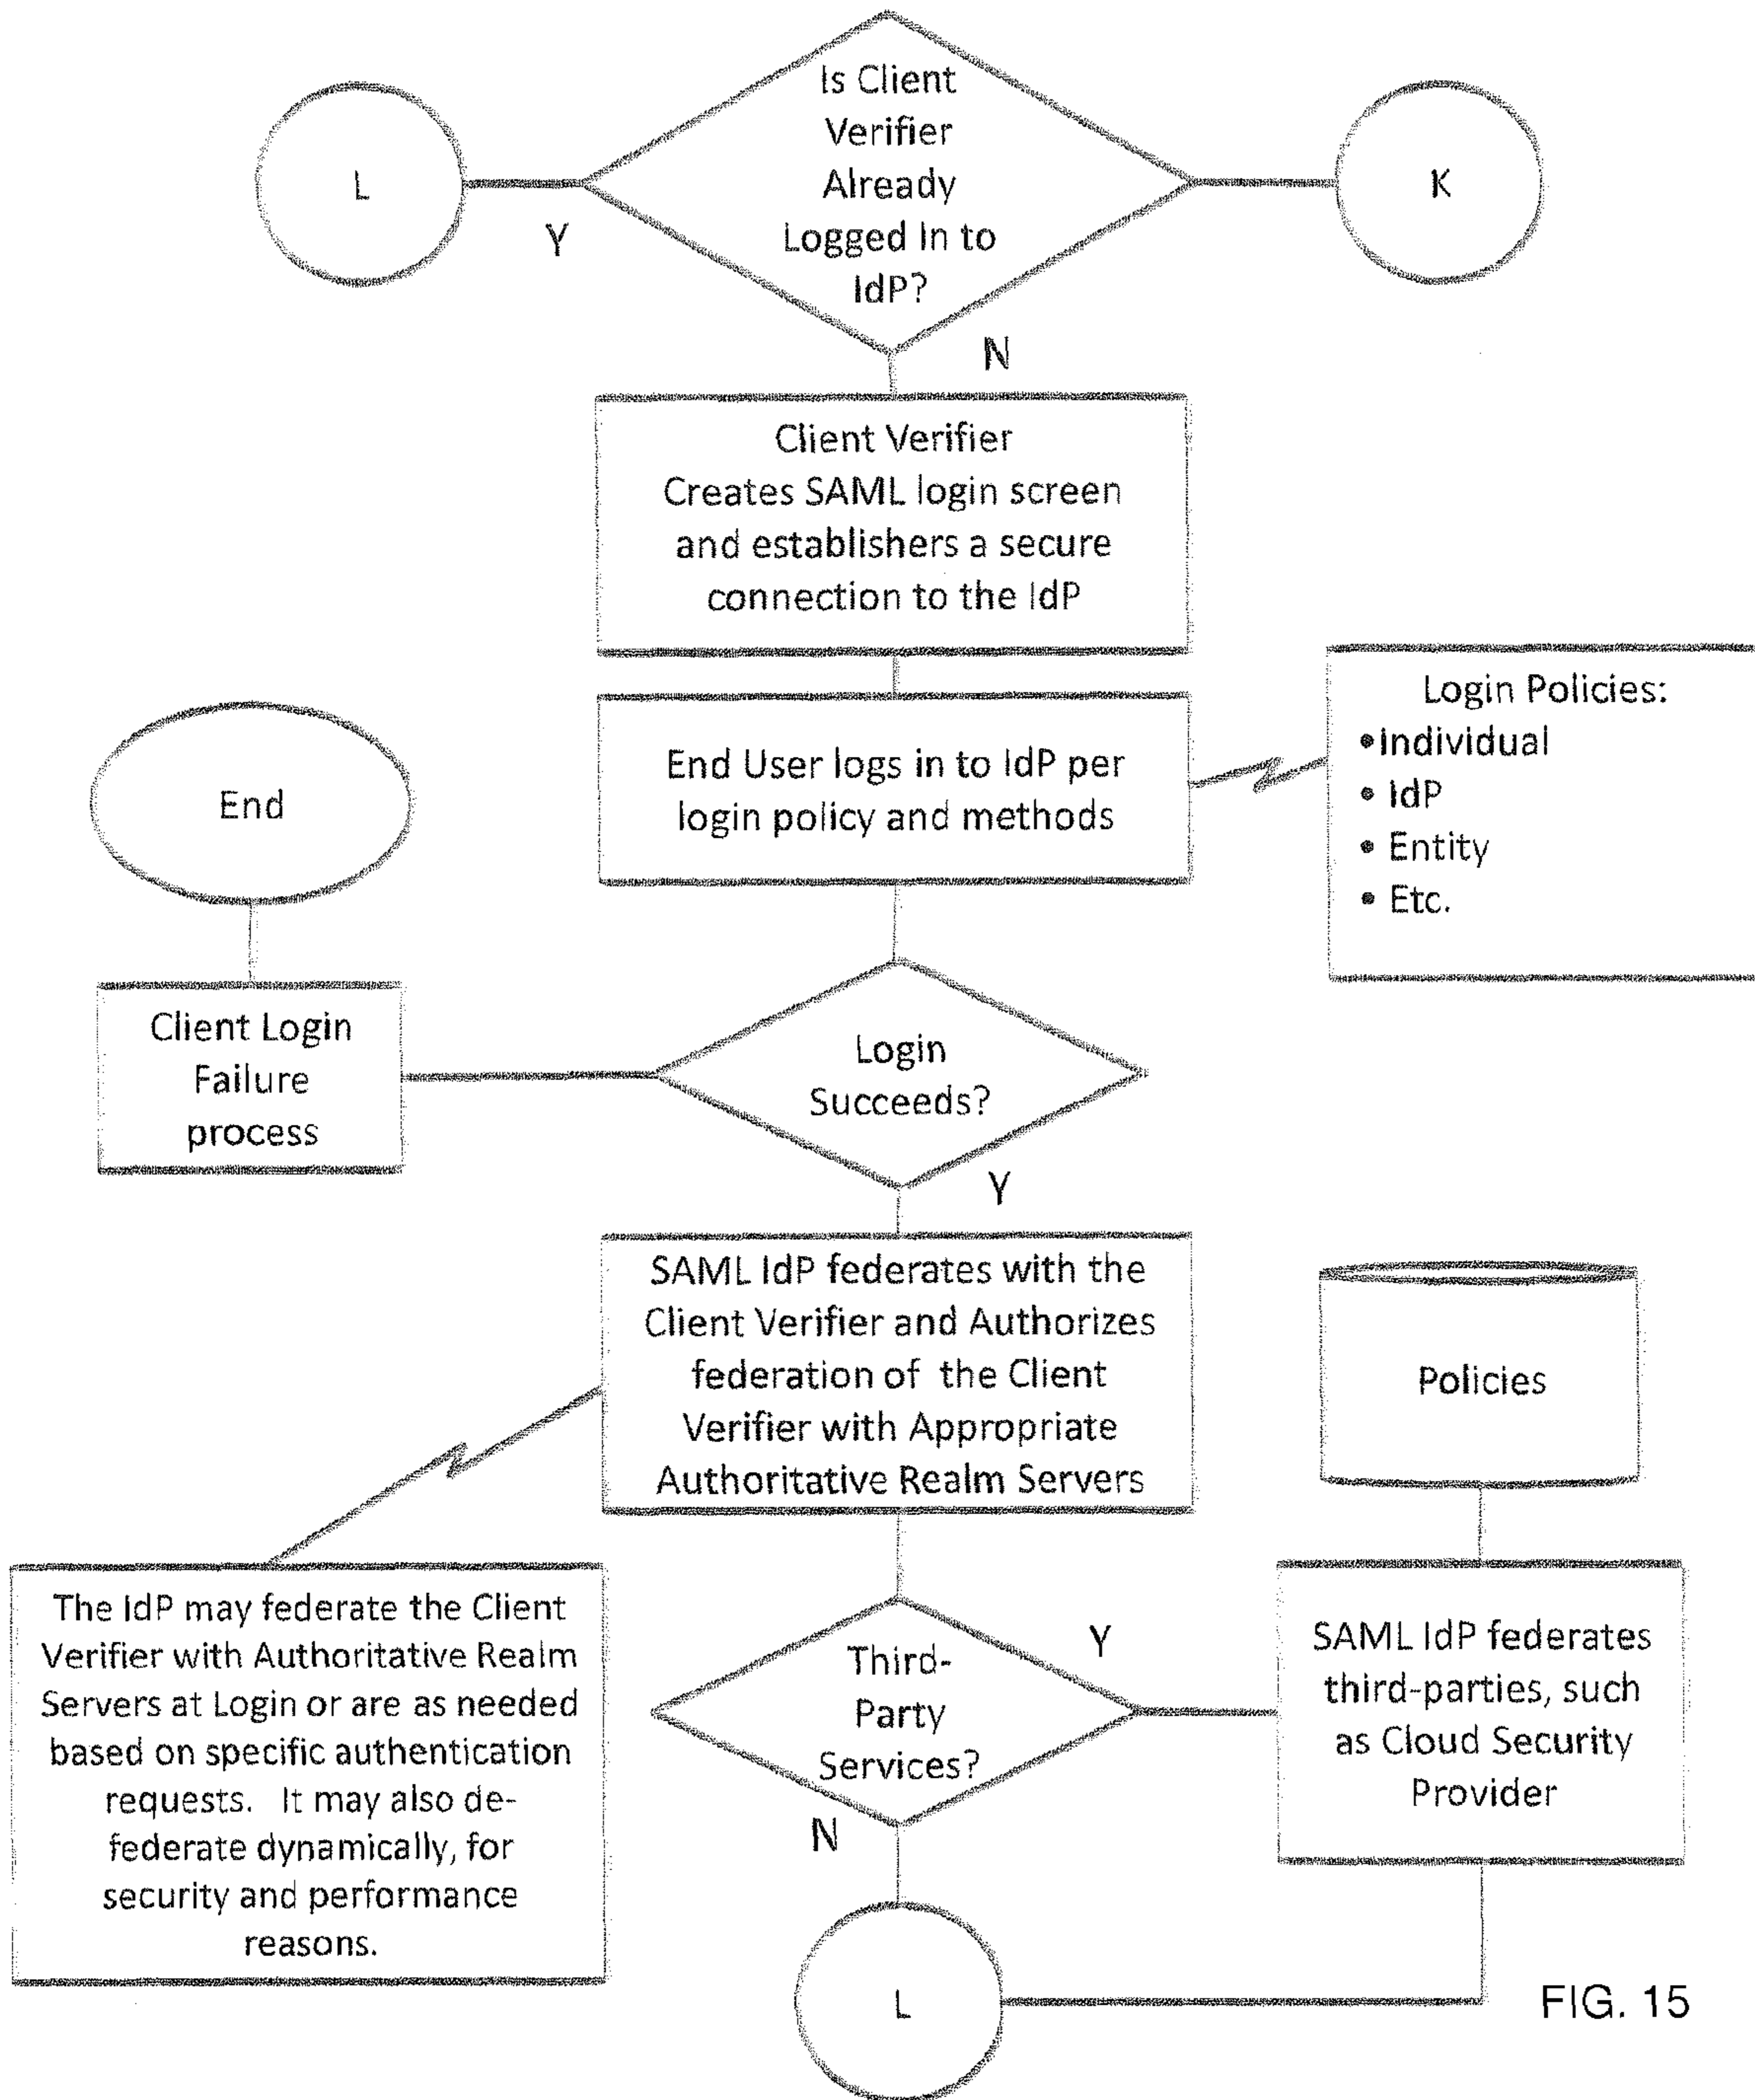 Is Client
Verifier
Already
Logged In to
IdP?
L
K
Y
N
Client Verifier
Creates SAML login screen
and establishers a secure
connection to the IdP
End User logs in to IdP per
login policy and methods
Login Policies:
•Individual
• IdP
• Entity
• Etc.
End
Client Login
Failure
process
Login
Succeeds?
Y
SAML IdP federates with the
Client Verifier and Authorizes
federation of the Client
Verifier with Appropriate
Authoritative Realm Servers
Policies
The IdP may federate the Client
Verifier with Authoritative Realm
Servers at Login or are as needed
based on specific authentication
requests. It may also de-
federate dynamically, for
security and performance
reasons.
Third-
Party
Services?
Y
N
SAML IdP federates
third-parties, such
as Cloud Security
Provider
L
FIG. 15